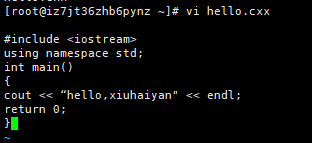 [root@iz7jt36zhb6pynz ~]# vi hello.cxx
#include <iostream>
using namespace std;
int main()
{
cout << “hello,xiuhaiyan" << endl;
return 0;
}
~